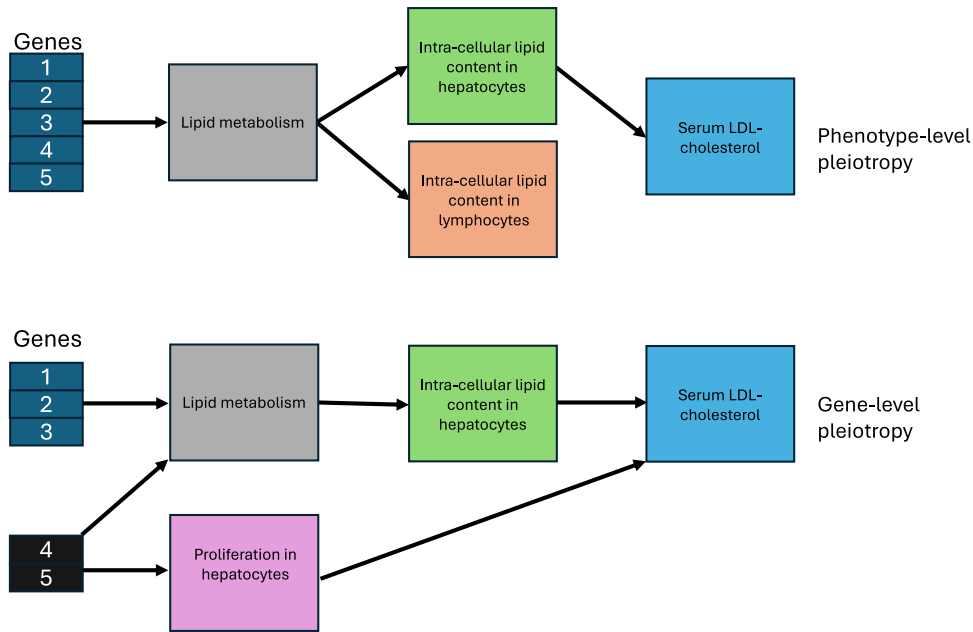 Genes
1
2
3
4
5
Lipid metabolism
Intra-cellular lipid
content in
hepatocytes
Intra-cellular lipid
content in
lymphocytes
Serum LDL-
cholesterol
Phenotype-level
pleiotropy
Genes
1
2
3
Lipid metabolism
Intra-cellular lipid
content in
hepatocytes
Serum LDL-
cholesterol
Gene-level
pleiotropy
4
5
Proliferation in
hepatocytes